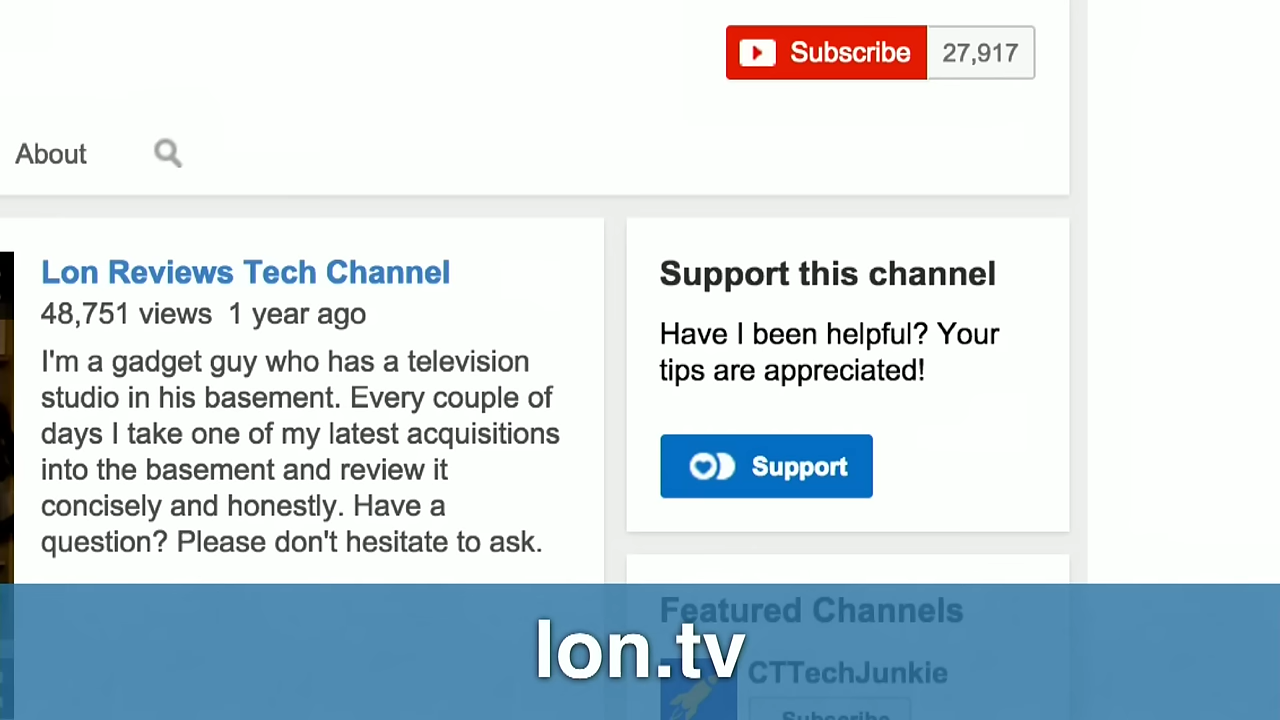 Subscribe 27,917
About
Lon Reviews Tech Channel
48,751 views 1 year ago
I'm a gadget guy who has a television
studio in his basement. Every couple of
days I take one of my latest acquisitions
into the basement and review it
concisely and honestly. Have a
question? Please don't hesitate to ask.
Support this channel
Have I been helpful? Your
tips are appreciated!
Support
Featured Channels
CTTechJunkie
Subscribe
lon.tv